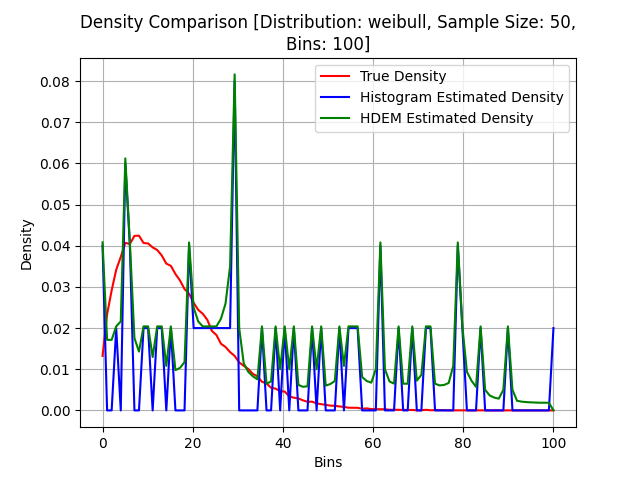 Density Comparison [Distribution: weibull, Sample Size: 50,
Bins: 100]
True Density
Histogram Estimated Density
HDEM Estimated Density
Density
0.08
0.07
0.06
0.05
0.04
0.03
0.02
0.01
0.00
0 20 40 60 80 100
Bins